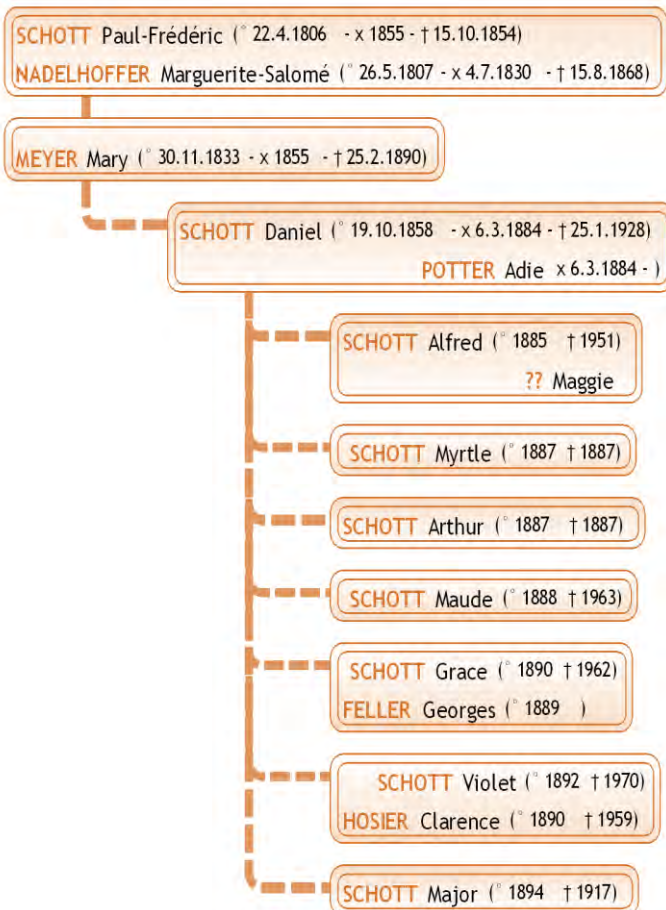 SCHOTT Paul-Frédéric (° 22.4.1806 - x 1855 - † 15.10.1854)
NADELHOFFER Marguerite-Salomé (° 26.5.1807 - x 4.7.1830 - † 15.8.1868)
MEYER Mary (° 30.11.1833 - x 1855 - † 25.2.1890)
SCHOTT Daniel (° 19.10.1858 - x 6.3.1884 - † 25.1.1928)
POTTER Adie x 6.3.1884 - )
SCHOTT Alfred (° 1885 † 1951)
?? Maggie
SCHOTT Myrtle (° 1887 † 1887)
SCHOTT Arthur (° 1887 † 1887)
SCHOTT Maude (° 1888 † 1963)
SCHOTT Grace (° 1890 † 1962)
FELLER Georges (° 1889 )
SCHOTT Violet (° 1892 † 1970)
HOSIER Clarence (° 1890 † 1959)
SCHOTT Major (° 1894 † 1917)